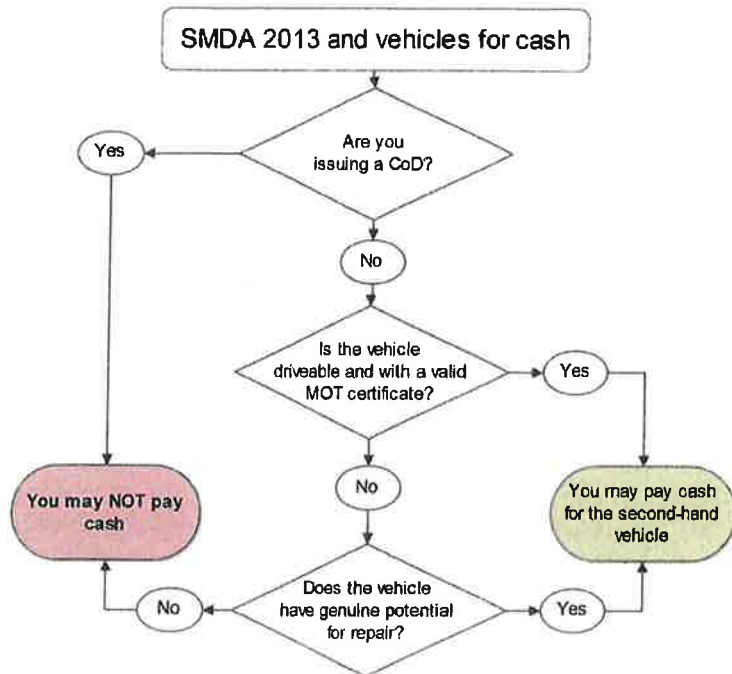 SMDA 2013 and vehicles for cash
Are you
issuing a CoD?
Yes
No
Is the vehicle
driveable and with a valid
MOT certificate?
Yes
No
You may NOT pay
cash
You may pay cash
for the second-hand
vehicle
Does the vehicle
have genuine potential
for repair?
No
Yes